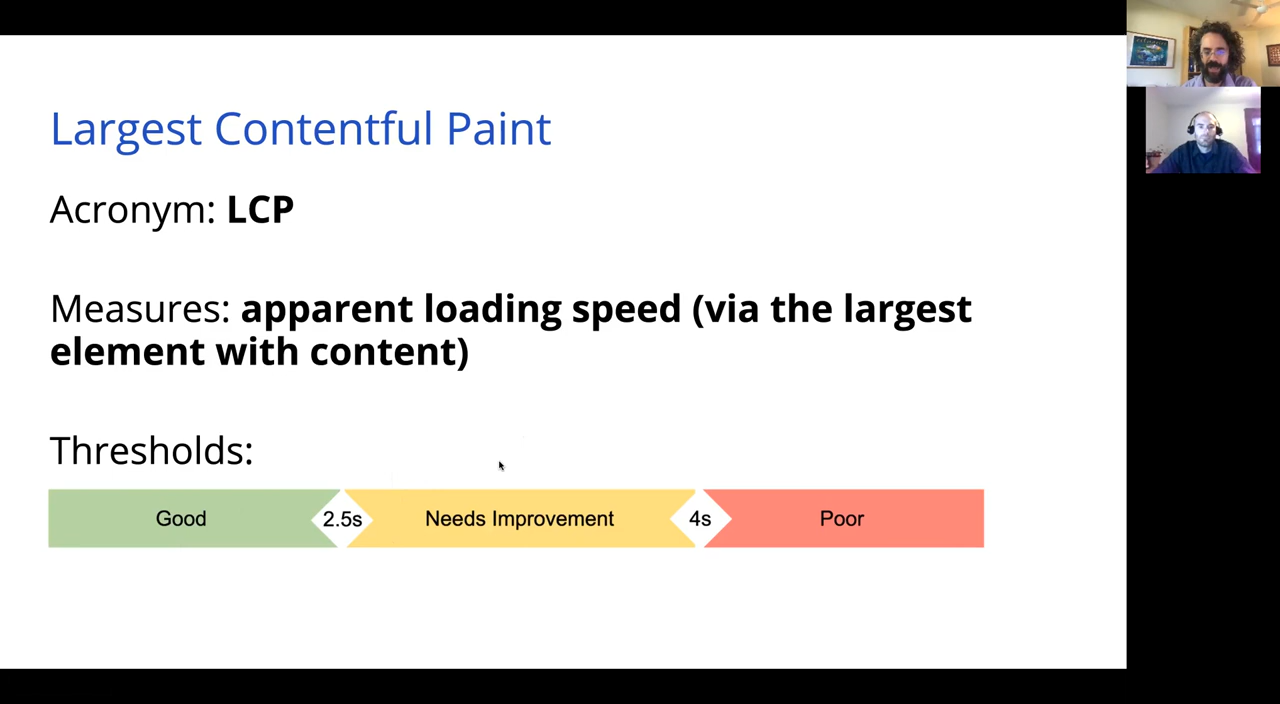 Largest Contentful Paint
Acronym: LCP
Measures: apparent loading speed (via the largest
element with content)
Thresholds:
Good 2.5s Needs Improvement 4s Poor